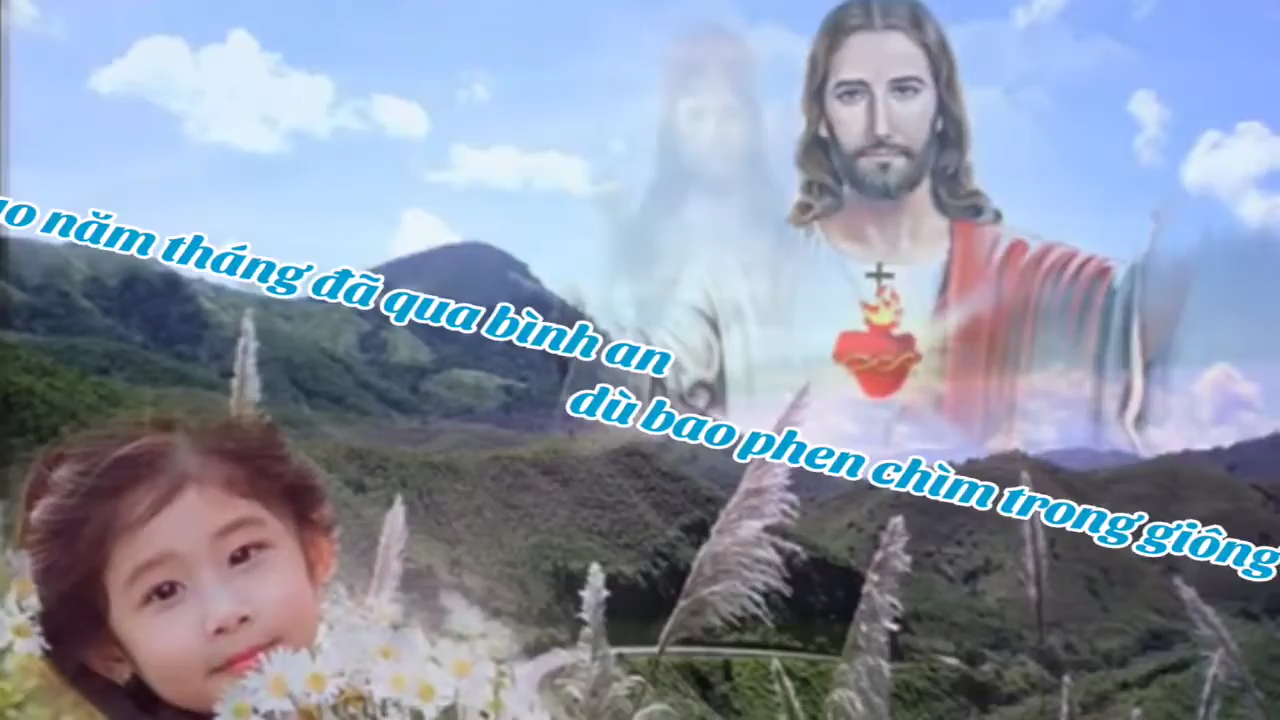 năm tháng đã qua bình an
dù bao phen chìm trong giông